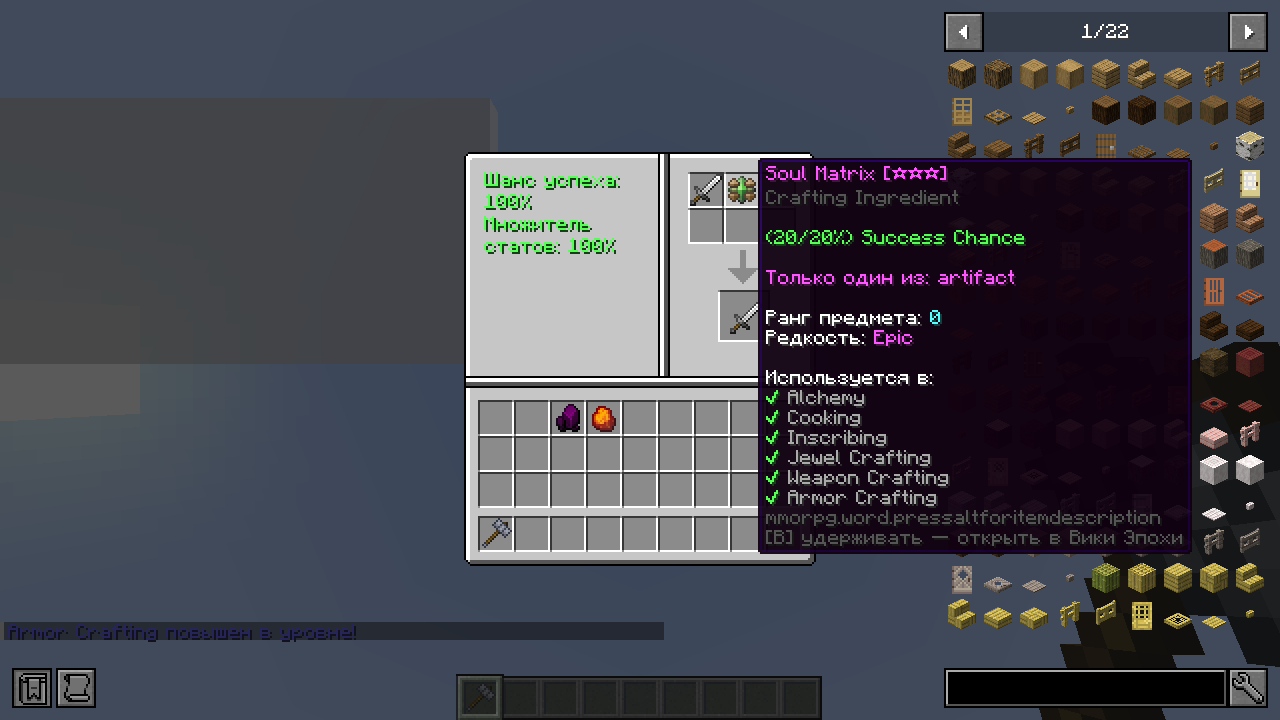 1/22
Шанс успеха:
100%
Множитель
статов: 100%
Soul Matrix [☆☆☆]
Crafting Ingredient
(20/20%) Success Chance
Только один из: artifact
Ранг предмета: 0
Редкость: Epic
Используется в:
✔ Alchemy
✔ Cooking
✔ Inscribing
✔ Jewel Crafting
✔ Weapon Crafting
✔ Armor Crafting
mmorpg.word.pressaltforitemdescription
[B] удерживать — открыть в Вики Эпохи
Armor Crafting повышен в уровне!